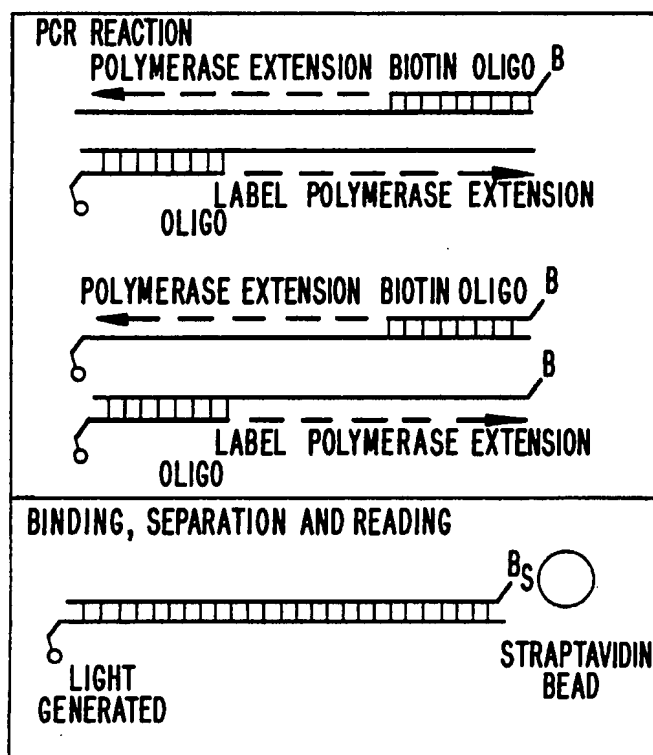 PCR REACTION
POLYMERASE EXTENSION BIOTIN OLIGO B
LABEL POLYMERASE EXTENSION
OLIGO
POLYMERASE EXTENSION BIOTIN OLIGO B
B
LABEL POLYMERASE EXTENSION
OLIGO
BINDING, SEPARATION AND READING
BS
LIGHT
GENERATED
STRAPTAVIDIN
BEAD